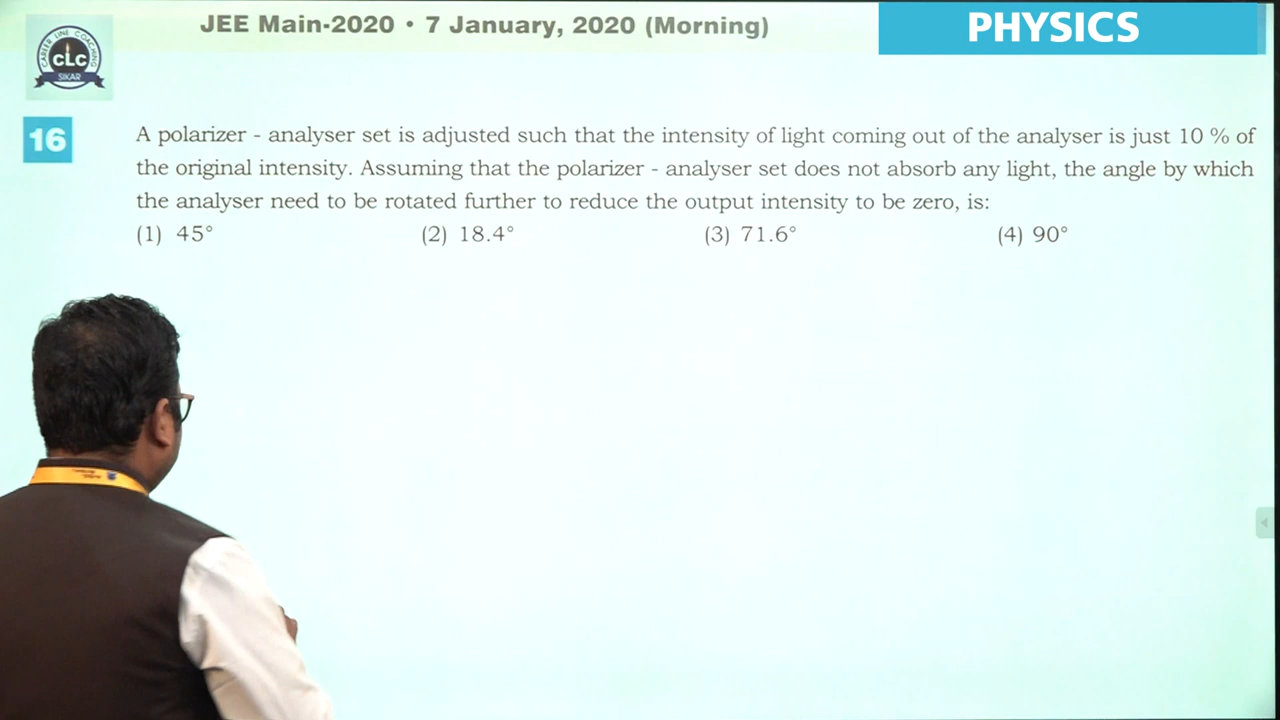 JEE Main-2020 • 7 January, 2020 (Morning)
PHYSICS
CAREER LINE COACHING
CLC
SIKAR
16
A polarizer - analyser set is adjusted such that the intensity of light coming out of the analyser is just 10 % of
the original intensity. Assuming that the polarizer - analyser set does not absorb any light, the angle by which
the analyser need to be rotated further to reduce the output intensity to be zero, is:
(1) 45° (2) 18.4° (3) 71.6° (4) 90°